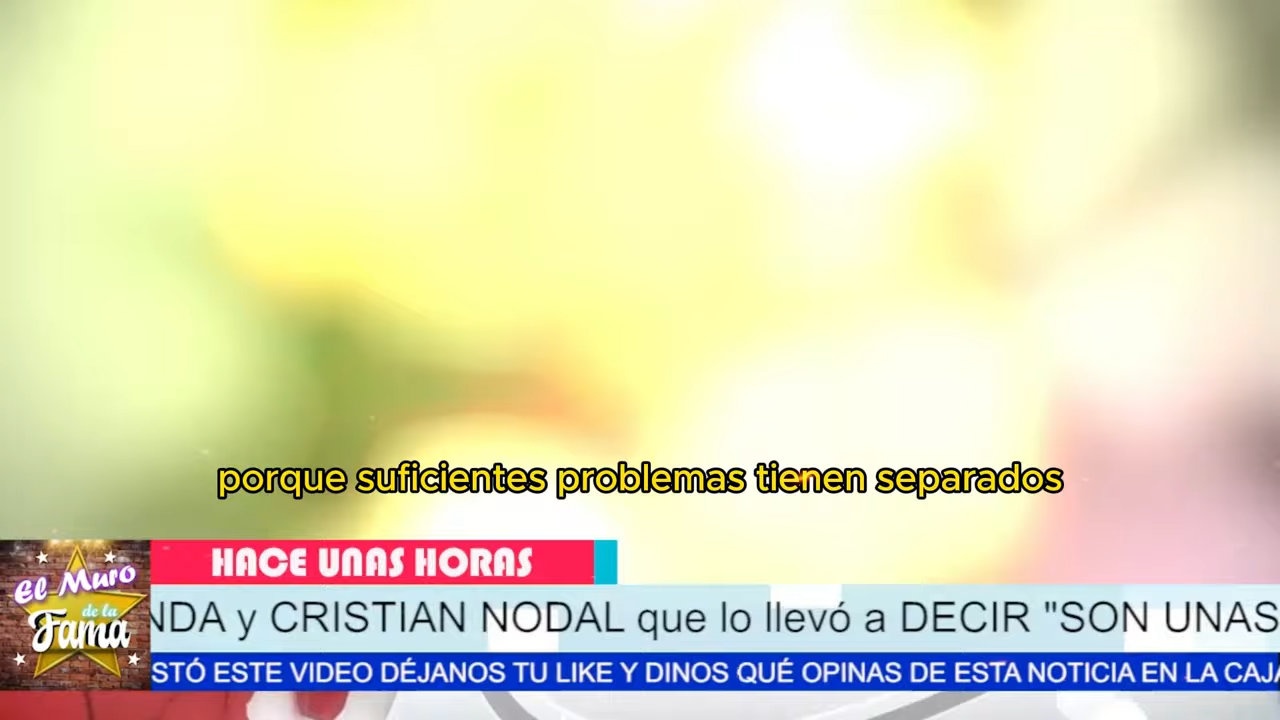 porque suficientes problemas tienen separados
HACE UNAS HORAS
El Muro
de la
Fama
NDA y CRISTIAN NODAL que lo llevó a DECIR "SON UNAS
STÓ ESTE VIDEO DÉJANOS TU LIKE Y DINOS QUÉ OPINAS DE ESTA NOTICIA EN LA CAJA